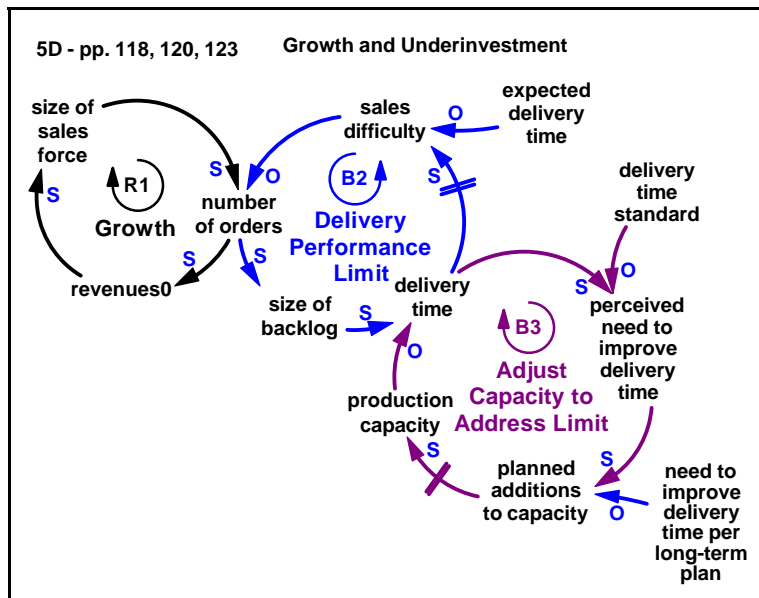 5D - pp. 118, 120, 123
Growth and Underinvestment
size of
sales
force
sales
difficulty
expected
delivery
time
O
S
O
S
R1
Growth
number
of orders
B2
Delivery
Performance
Limit
S
delivery
time
standard
S
S
revenues0
size of
backlog
S
delivery
time
S
O
perceived
need to
improve
delivery
time
B3
Adjust
Capacity to
Address Limit
O
production
capacity
S
S
planned
additions
to capacity
O
need to
improve
delivery
time per
long-term
plan